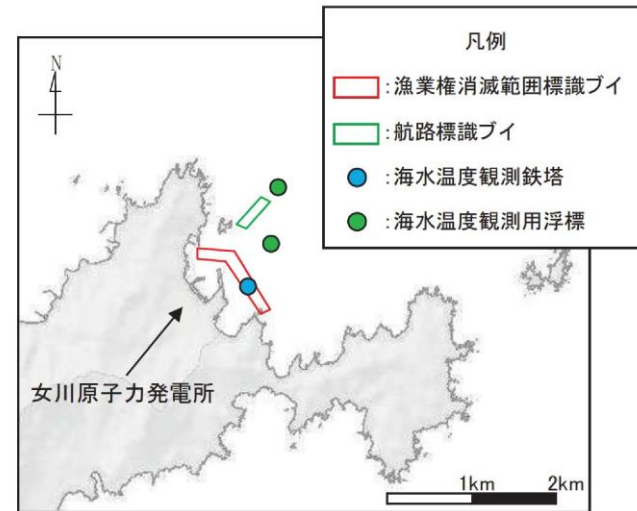 N
凡例
:漁業権消滅範囲標識ブイ
:航路標識ブイ
:海水温度観測鉄塔
:海水温度観測用浮標
女川原子力発電所
1km 2km